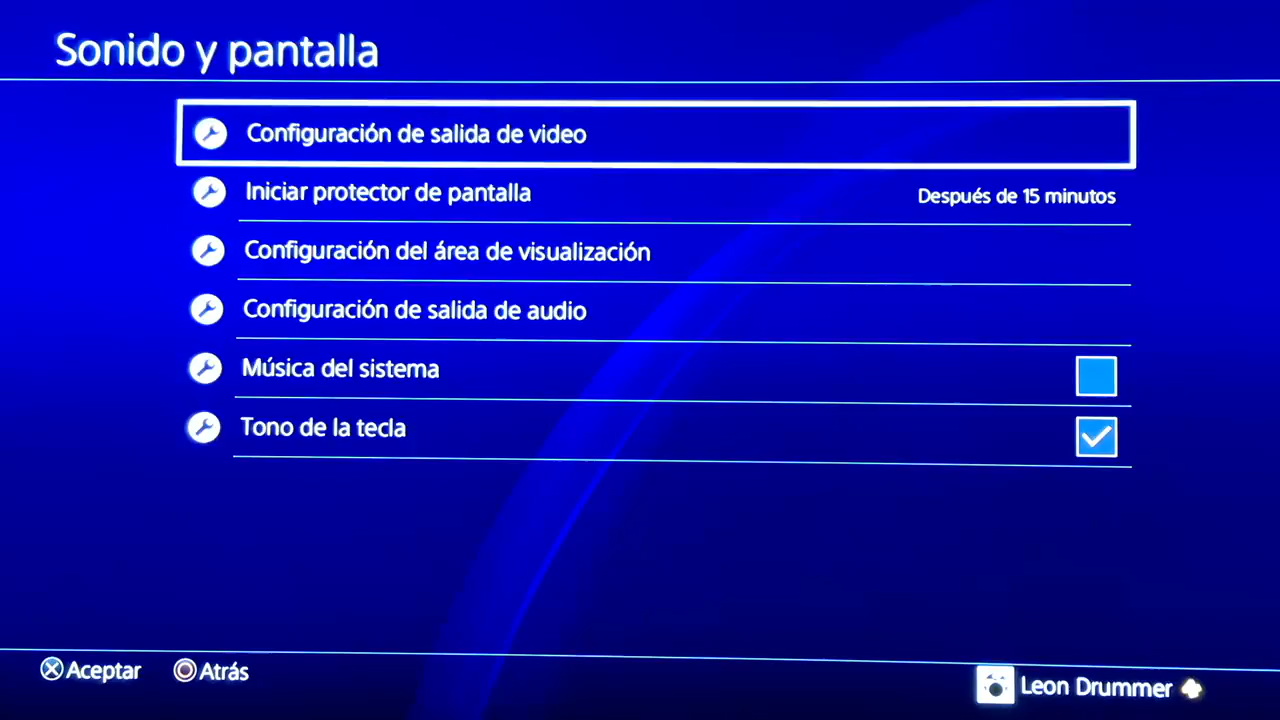 Sonido y pantalla
Configuración de salida de video
Iniciar protector de pantalla Después de 15 minutos
Configuración del área de visualización
Configuración de salida de audio
Música del sistema
Tono de la tecla
Aceptar Atrás
Leon Drummer